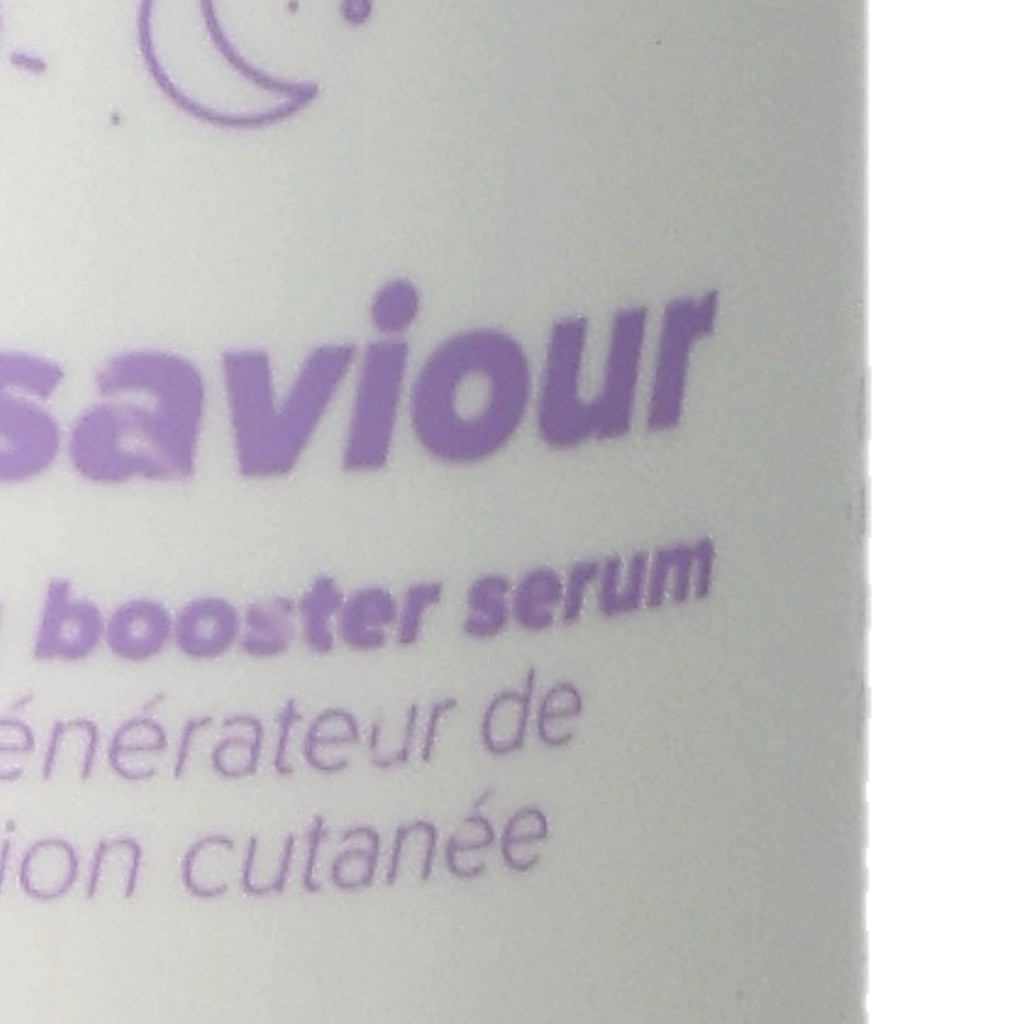 saviour
booster serum
énérateur de
ion cutanée